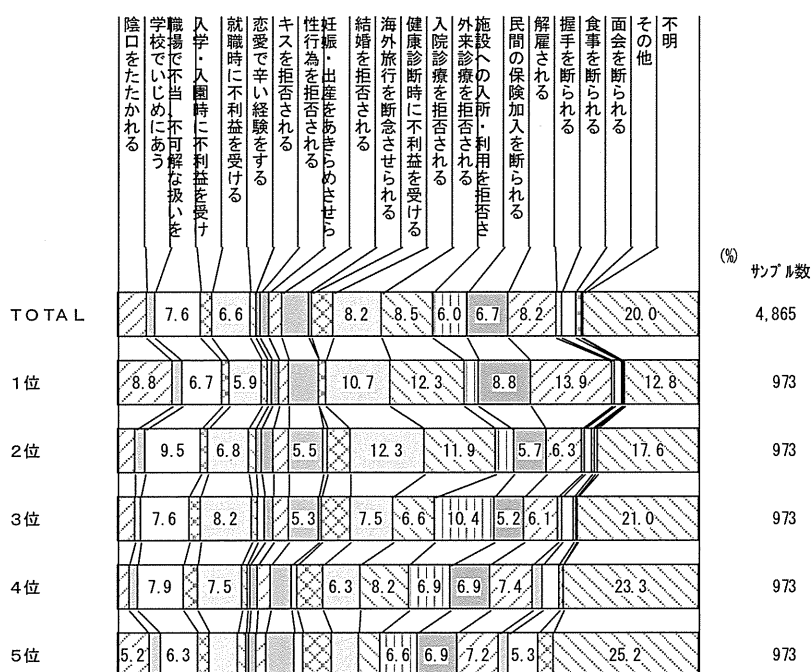 陰口をたたかれる
学校でいじめにあう
職場で不当、不可解な扱いを
入学・入園時に不利益を受け
就職時に不利益を受ける
恋愛で辛い経験をする
キスを拒否される
性行為を拒否される
妊娠・出産をあきらめさせら
結婚を拒否される
海外旅行を断念させられる
健康診断時に不利益を受ける
入院診療を拒否される
外来診療を拒否される
施設への入所・利用を拒否さ
民間の保険加入を断られる
解雇される
握手を断られる
食事を断られる
面会を断られる
その他
不明
(%)
サンプル数
TOTAL 7.6 6.6 8.2 8.5 6.0 6.7 8.2 20.0 4,865
1位 8.8 6.7 5.9 10.7 12.3 8.8 13.9 12.8 973
2位 9.5 6.8 5.5 12.3 11.9 5.7 6.3 17.6 973
3位 7.6 8.2 5.3 7.5 6.6 10.4 5.2 6.1 21.0 973
4位 7.9 7.5 6.3 8.2 6.9 6.9 7.4 23.3 973
5位 5.2 6.3 6.6 6.9 7.2 5.3 25.2 973